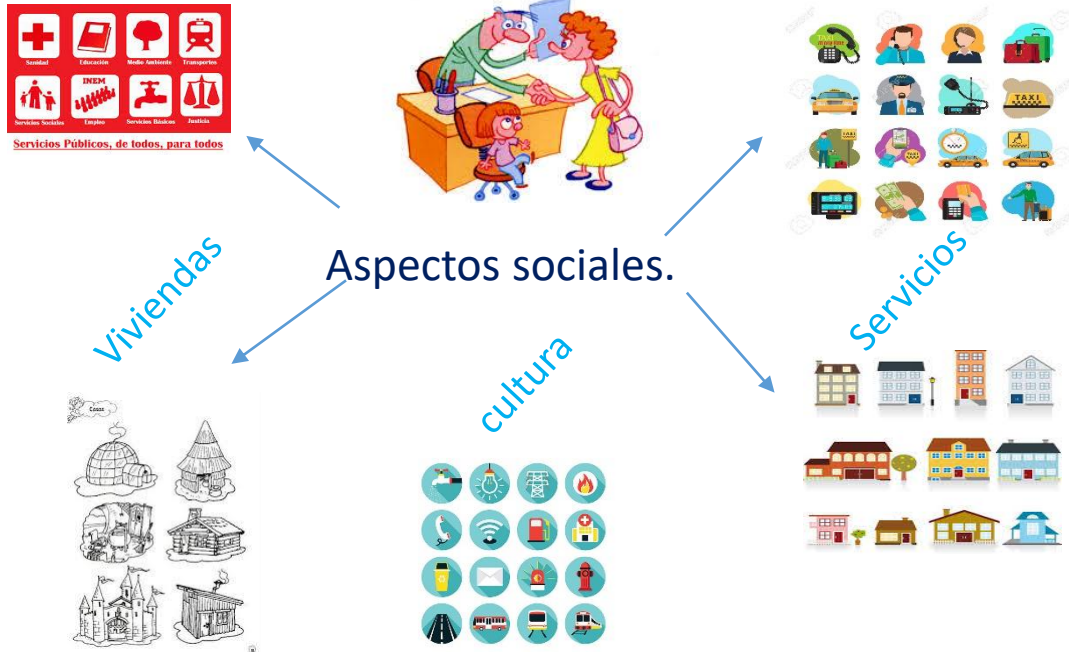 Sanidad
Educación
Medio Ambiente
Transportes
INEM
Servicios Sociales
Empleo
Servicios Básicos
Justicia
Servicios Públicos, de todos, para todos
TAXI
TAXI
Aspectos sociales.
Viviendas
cultura
Servicios
Casas